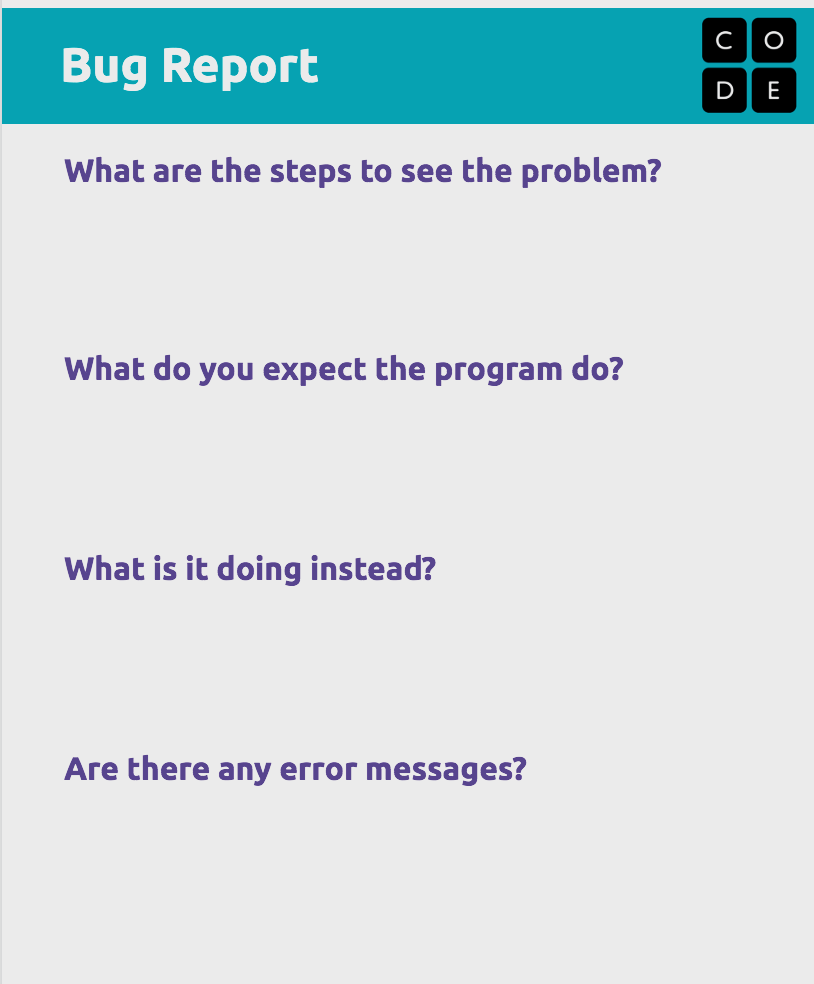 Bug Report
C O
D E
What are the steps to see the problem?
What do you expect the program do?
What is it doing instead?
Are there any error messages?